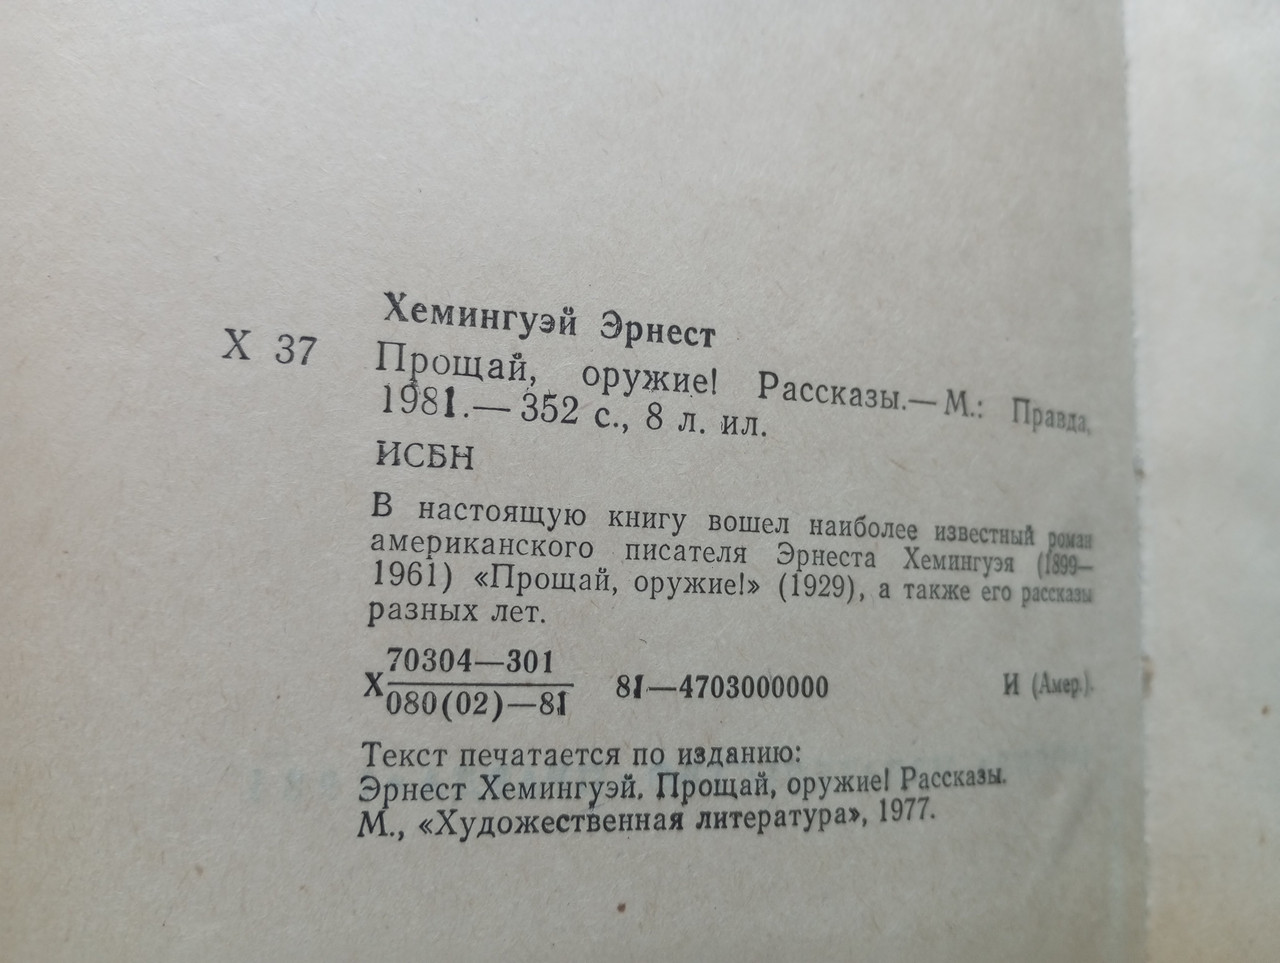 Хемингуэй Эрнест
Х 37 Прощай, оружие! Рассказы.— М.: Правда,
1981.— 352 с., 8 л. ил.
ИСБН
В настоящую книгу вошел наиболее известный роман
американского писателя Эрнеста Хемингуэя (1899—
1961) «Прощай, оружие!» (1929), а также его рассказы
разных лет.
70304—301
Х 81—4703000000 И (Амер.).
080(02)—81
Текст печатается по изданию:
Эрнест Хемингуэй. Прощай, оружие! Рассказы.
М., «Художественная литература», 1977.